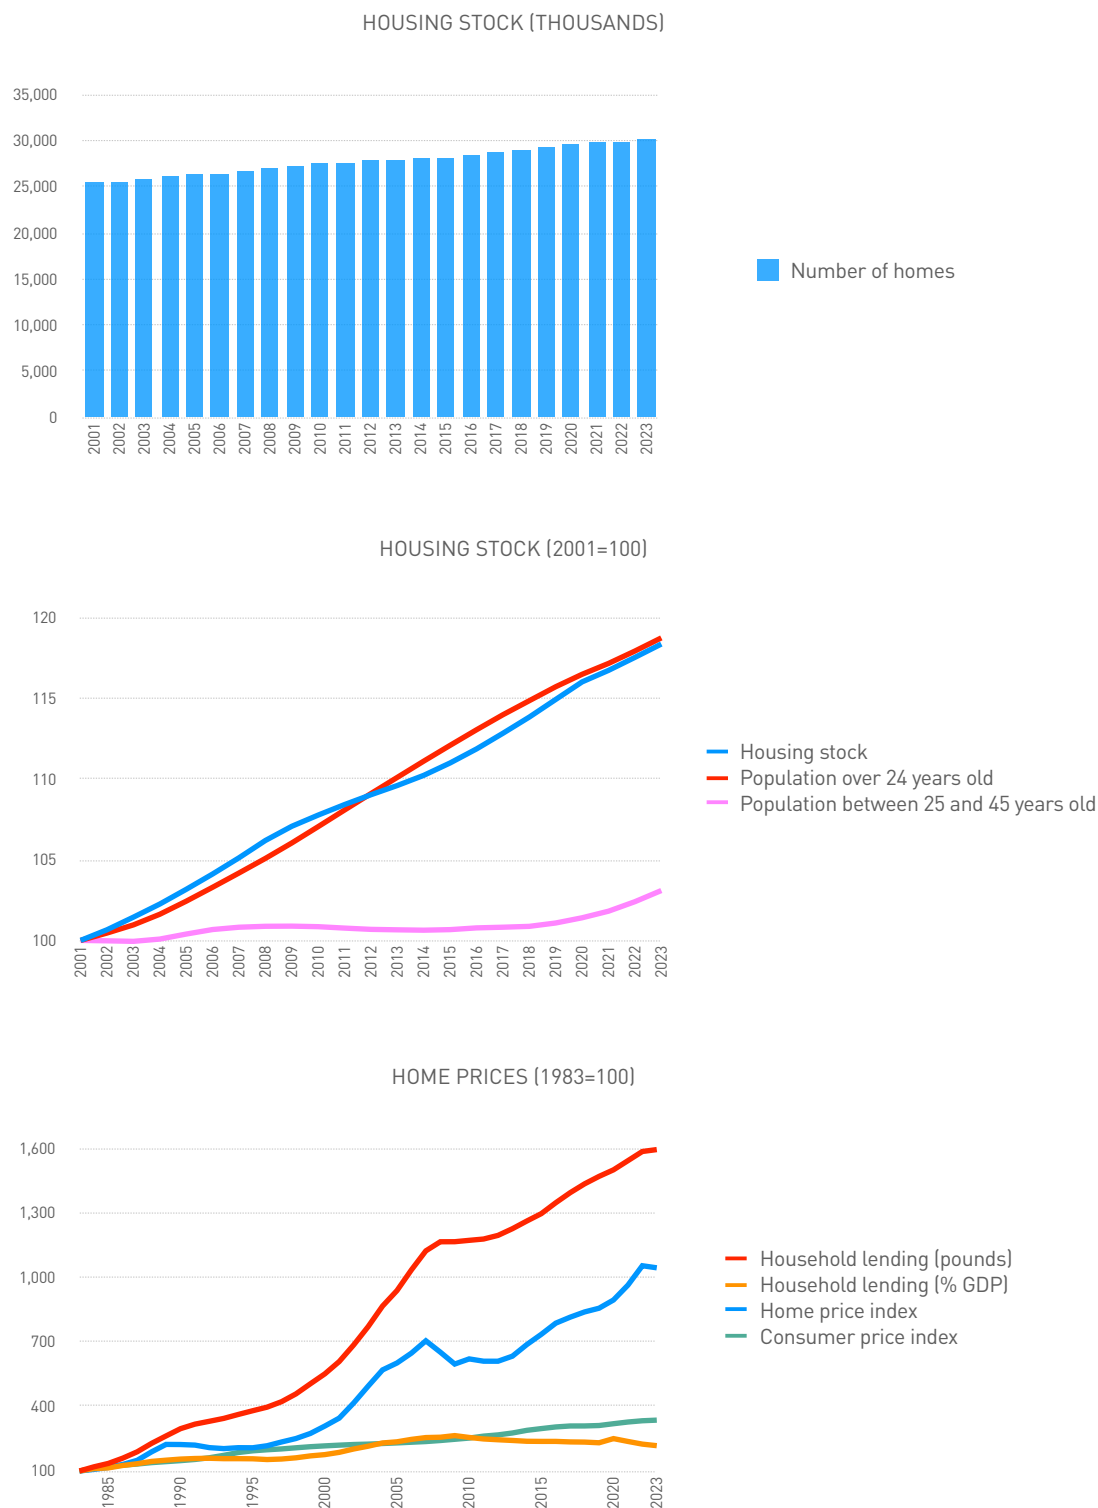 HOUSING STOCK (THOUSANDS)
35,000
30,000
25,000
20,000
15,000
10,000
5,000
0
2001 2002 2003 2004 2005 2006 2007 2008 2009 2010 2011 2012 2013 2014 2015 2016 2017 2018 2019 2020 2021 2022 2023
Number of homes
HOUSING STOCK (2001=100)
120
115
110
105
100
2001 2002 2003 2004 2005 2006 2007 2008 2009 2010 2011 2012 2013 2014 2015 2016 2017 2018 2019 2020 2021 2022 2023
Housing stock
Population over 24 years old
Population between 25 and 45 years old
HOME PRICES (1983=100)
1,600
1,300
1,000
700
400
100
1985 1990 1995 2000 2005 2010 2015 2020 2023
Household lending (pounds)
Household lending (% GDP)
Home price index
Consumer price index